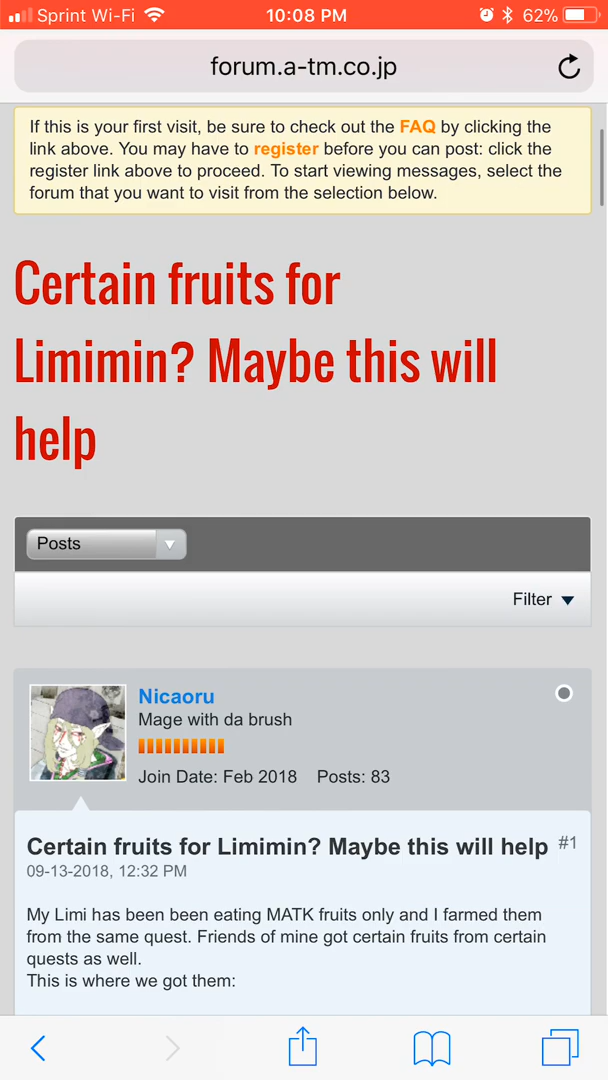 Sprint Wi-Fi 10:08 PM 62%
forum.a-tm.co.jp
If this is your first visit, be sure to check out the FAQ by clicking the
link above. You may have to register before you can post: click the
register link above to proceed. To start viewing messages, select the
forum that you want to visit from the selection below.
Certain fruits for
Limimin? Maybe this will
help
Posts
Filter
Nicaoru
Mage with da brush
Join Date: Feb 2018 Posts: 83
Certain fruits for Limimin? Maybe this will help #1
09-13-2018, 12:32 PM
My Limi has been been eating MATK fruits only and I farmed them
from the same quest. Friends of mine got certain fruits from certain
quests as well.
This is where we got them: